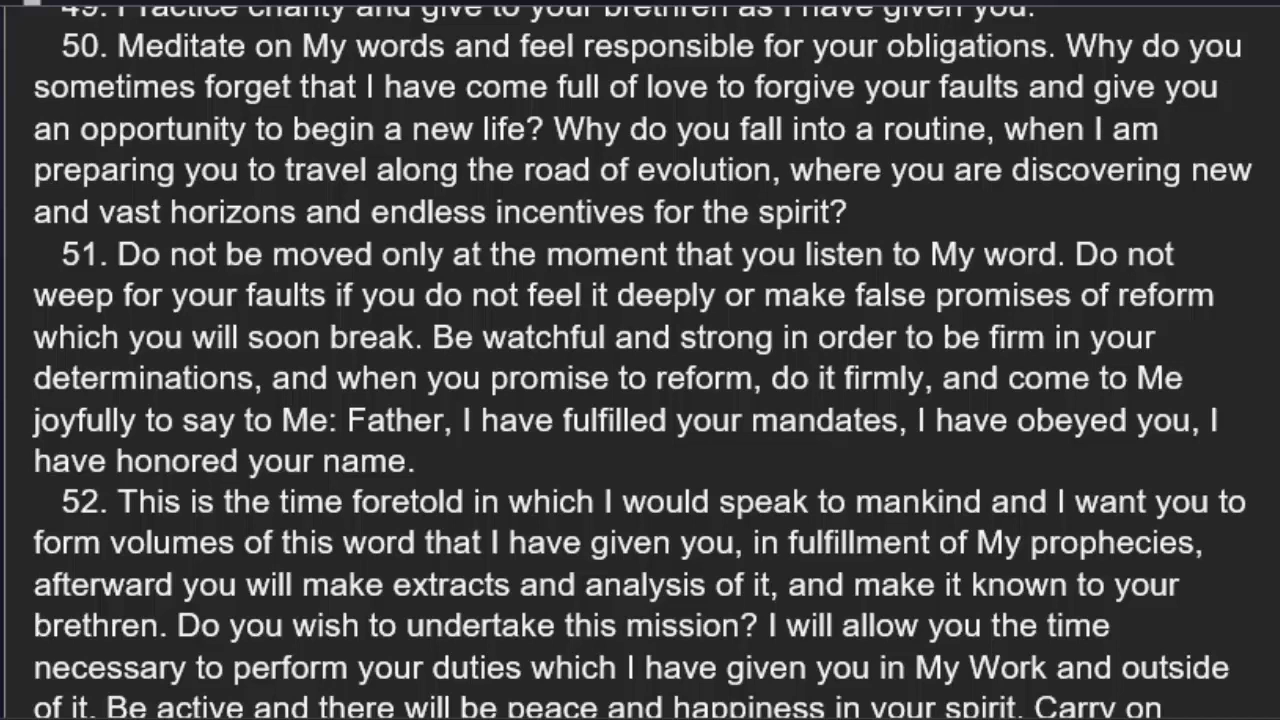 49. Practice charity and give to your brethren as I have given you.
50. Meditate on My words and feel responsible for your obligations. Why do you
sometimes forget that I have come full of love to forgive your faults and give you
an opportunity to begin a new life? Why do you fall into a routine, when I am
preparing you to travel along the road of evolution, where you are discovering new
and vast horizons and endless incentives for the spirit?
51. Do not be moved only at the moment that you listen to My word. Do not
weep for your faults if you do not feel it deeply or make false promises of reform
which you will soon break. Be watchful and strong in order to be firm in your
determinations, and when you promise to reform, do it firmly, and come to Me
joyfully to say to Me: Father, I have fulfilled your mandates, I have obeyed you, I
have honored your name.
52. This is the time foretold in which I would speak to mankind and I want you to
form volumes of this word that I have given you, in fulfillment of My prophecies,
afterward you will make extracts and analysis of it, and make it known to your
brethren. Do you wish to undertake this mission? I will allow you the time
necessary to perform your duties which I have given you in My Work and outside
of it. Be active and there will be peace and happiness in your spirit. Carry on